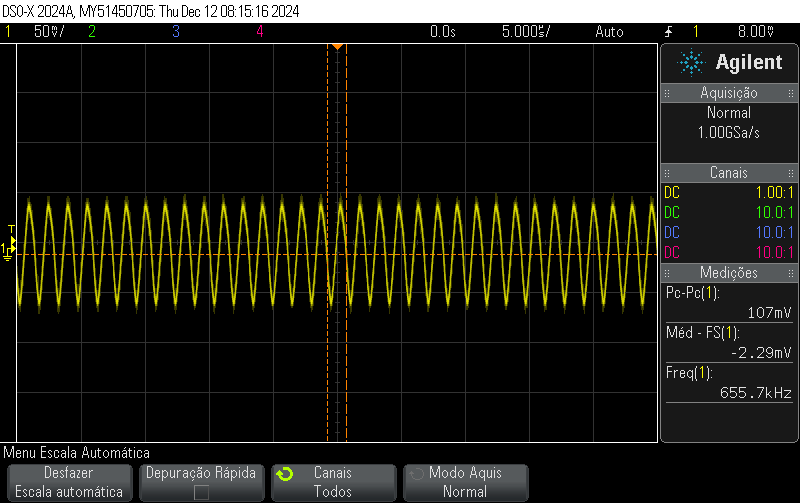 DSO-X 2024A, MY51450705: Thu Dec 12 08:15:16 2024
1 50mV/ 2 3 4 0.0s 5.000µs/ Auto 1 8.00mV
Agilent
Aquisição
Normal
1.00GSa/s
Canais
DC 1.00:1
DC 10.0:1
DC 10.0:1
DC 10.0:1
Medições
Pc-Pc(1):
107mV
Méd - FS(1):
-2.29mV
Freq(1):
655.7kHz
T
1
Menu Escala Automática
Desfazer
Escala automática
Depuração Rápida
Canais
Todos
Modo Aquis
Normal